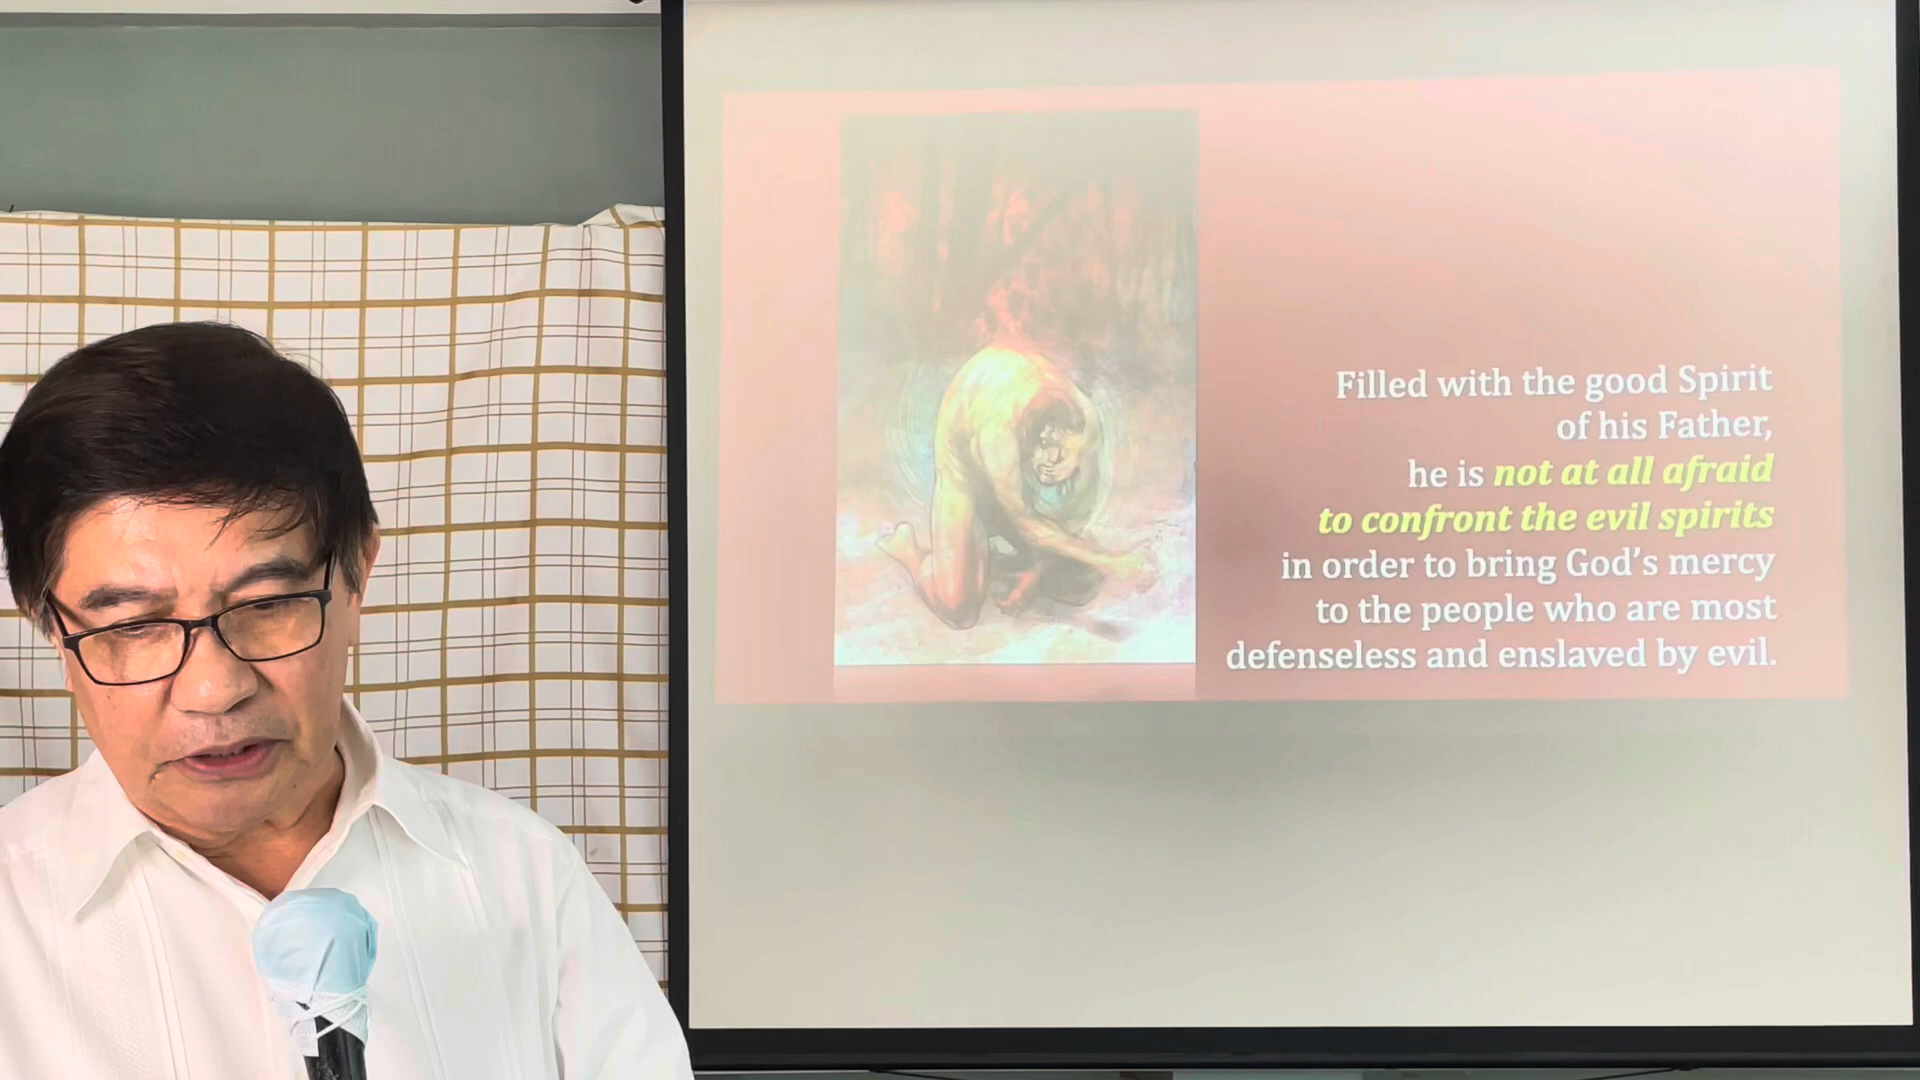 Filled with the good Spirit
of his Father,
he is not at all afraid
to confront the evil spirits
in order to bring God’s mercy
to the people who are most
defenseless and enslaved by evil.